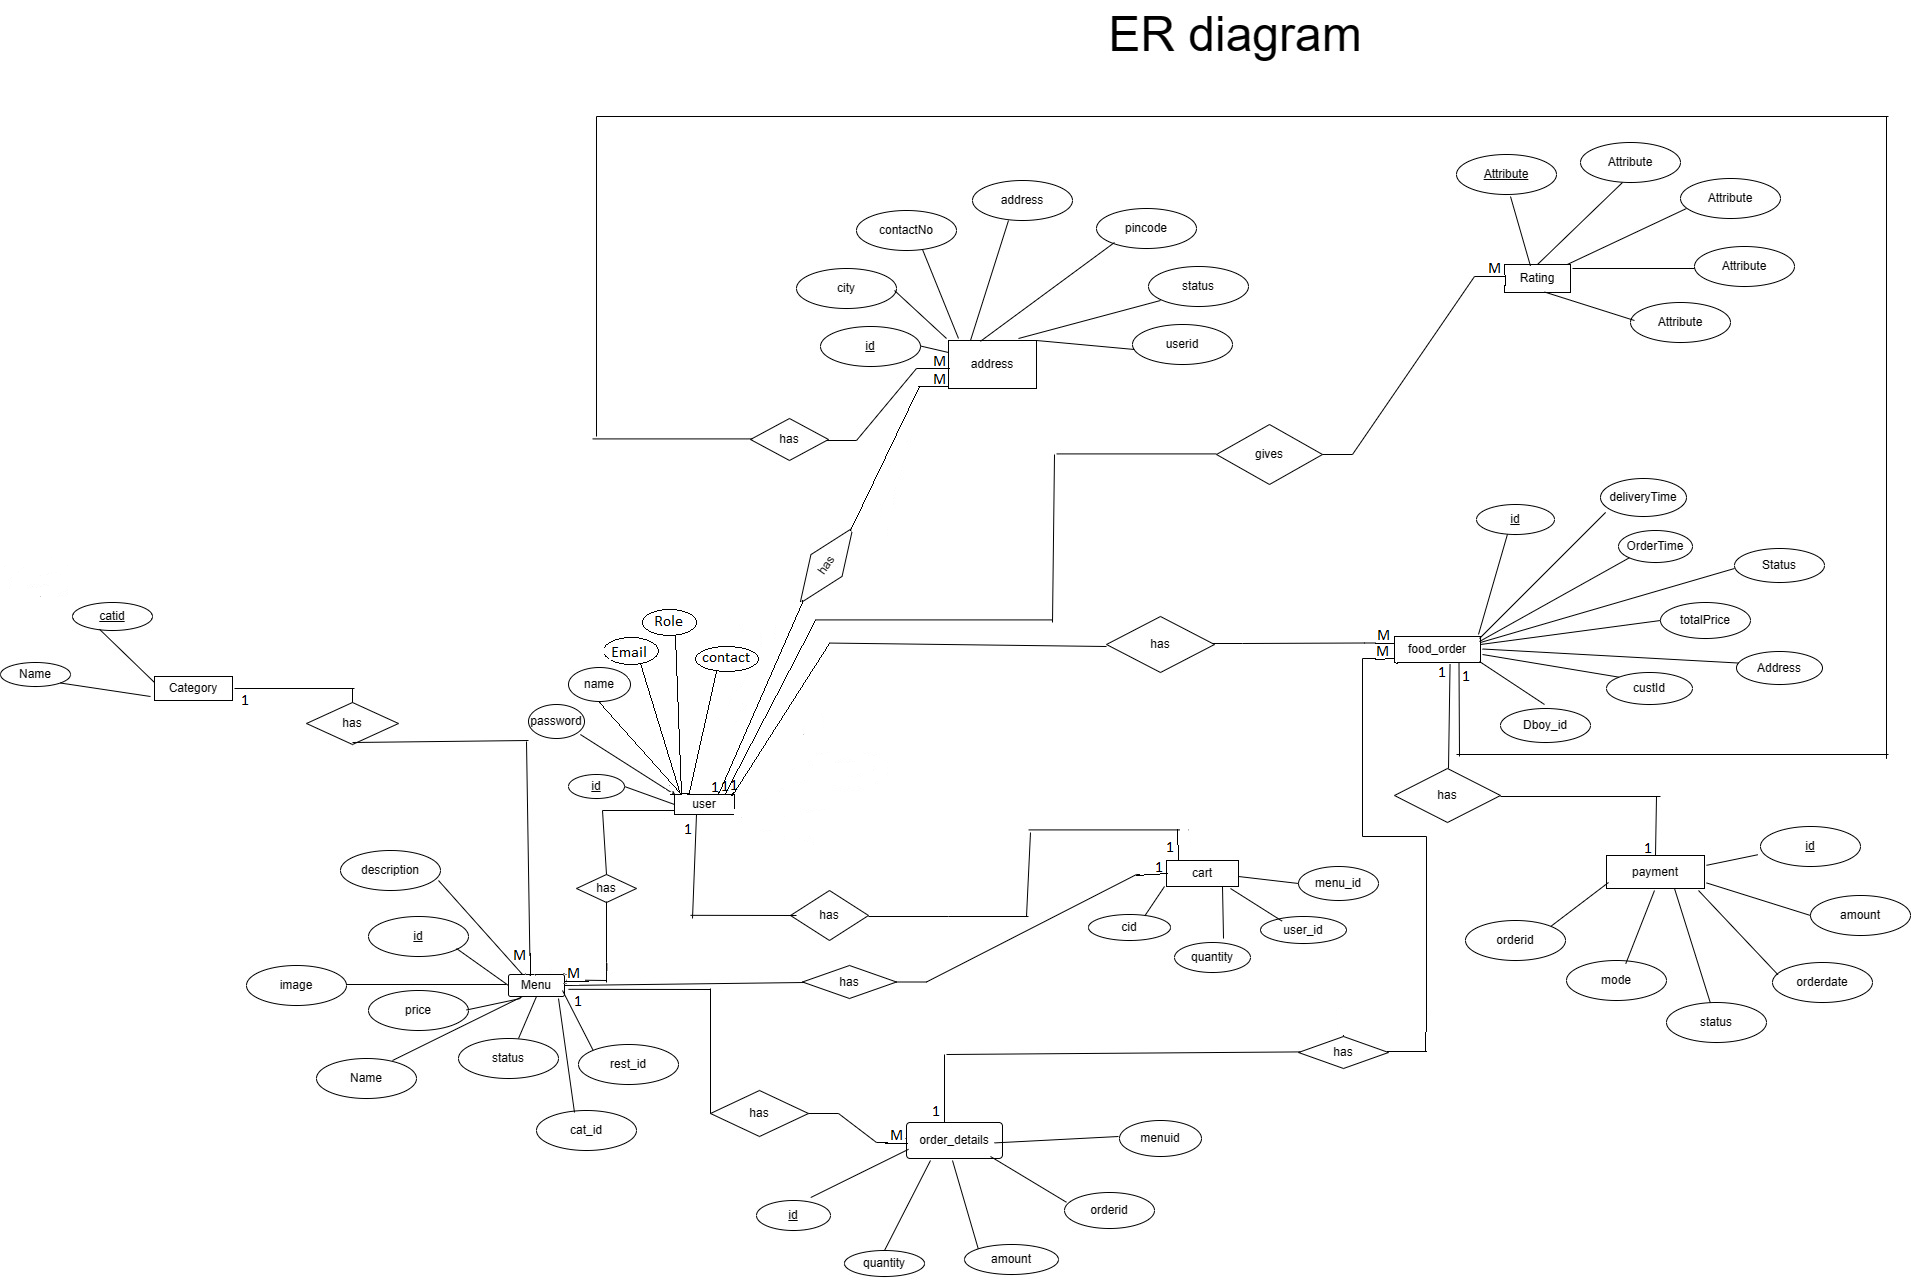 ER diagram
Attribute
Attribute
Attribute
Attribute
Attribute
M
Rating
address
contactNo
pincode
city
status
id
userid
M
M
address
has
gives
has
deliveryTime
id
OrderTime
Status
totalPrice
Address
custId
Dboy_id
M
M
food_order
1
1
has
catid
Name
Category
1
has
Role
Email
contact
name
password
id
1
1
1
user
1
has
has
1
1
cart
menu_id
cid
user_id
quantity
has
1
payment
id
amount
orderid
mode
orderdate
status
description
id
image
price
Name
status
rest_id
cat_id
M
M
Menu
1
has
has
has
1
M
order_details
menuid
id
orderid
quantity
amount